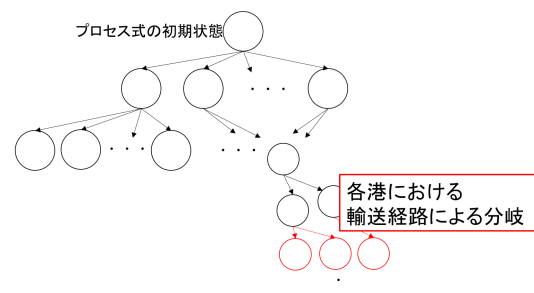 プロセス式の初期状態
・・・
・・・
・・・
各港における
輸送経路による分岐